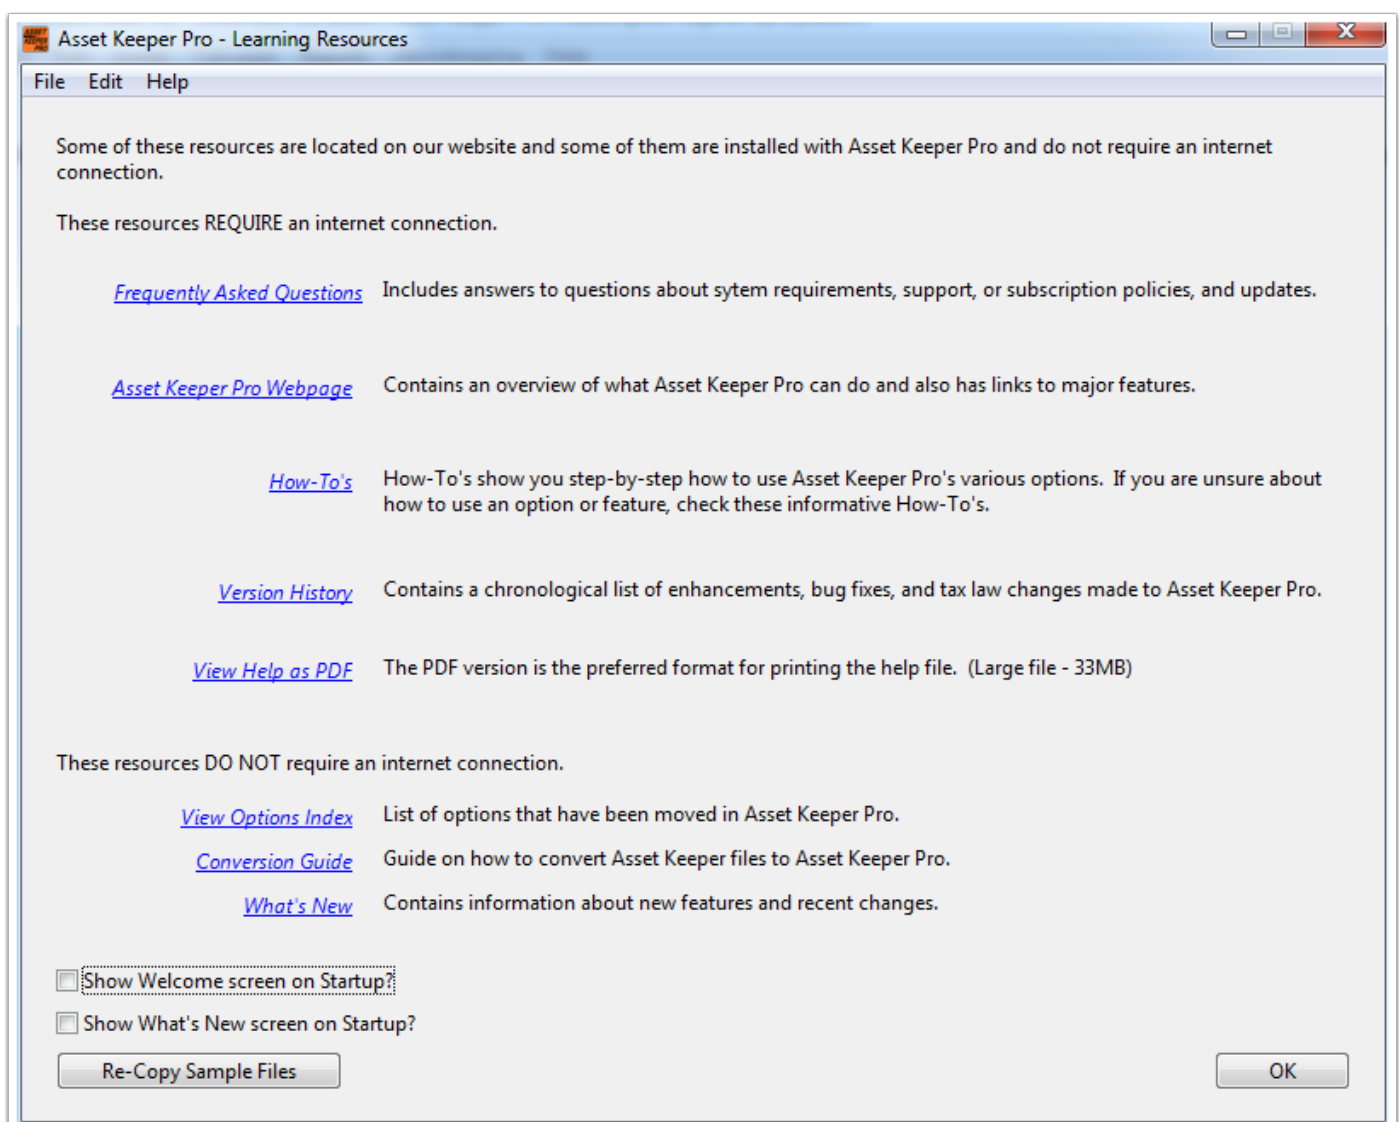 Asset Keeper Pro - Learning Resources
File Edit Help
Some of these resources are located on our website and some of them are installed with Asset Keeper Pro and do not require an internet
connection.
These resources REQUIRE an internet connection.
Frequently Asked Questions Includes answers to questions about sytem requirements, support, or subscription policies, and updates.
Asset Keeper Pro Webpage Contains an overview of what Asset Keeper Pro can do and also has links to major features.
How-To's How-To's show you step-by-step how to use Asset Keeper Pro's various options. If you are unsure about
how to use an option or feature, check these informative How-To's.
Version History Contains a chronological list of enhancements, bug fixes, and tax law changes made to Asset Keeper Pro.
View Help as PDF The PDF version is the preferred format for printing the help file. (Large file - 33MB)
These resources DO NOT require an internet connection.
View Options Index List of options that have been moved in Asset Keeper Pro.
Conversion Guide Guide on how to convert Asset Keeper files to Asset Keeper Pro.
What's New Contains information about new features and recent changes.
Show Welcome screen on Startup?
Show What's New screen on Startup?
Re-Copy Sample Files OK